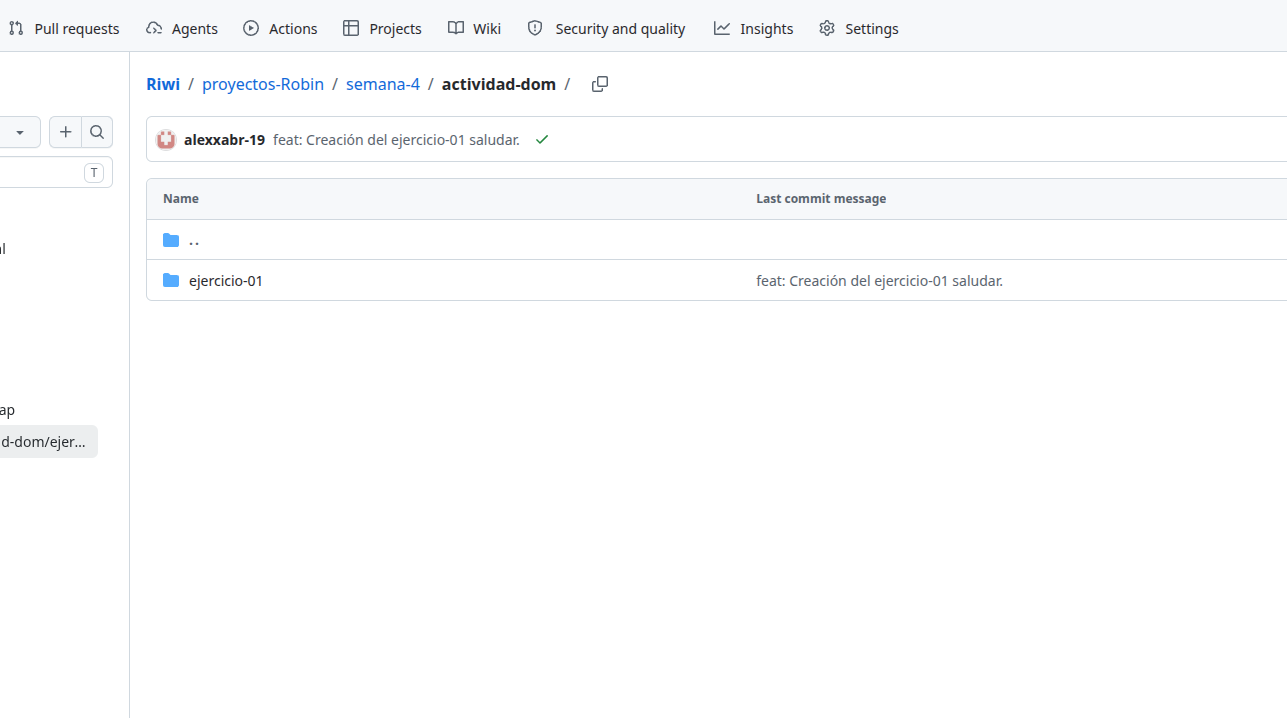 Pull requests Agents Actions Projects Wiki Security and quality Insights Settings
Riwi / proyectos-Robin / semana-4 / actividad-dom /
alexxabr-19 feat: Creación del ejercicio-01 saludar.
T
Name Last commit message
..
ejercicio-01 feat: Creación del ejercicio-01 saludar.
ap
d-dom/ejer...